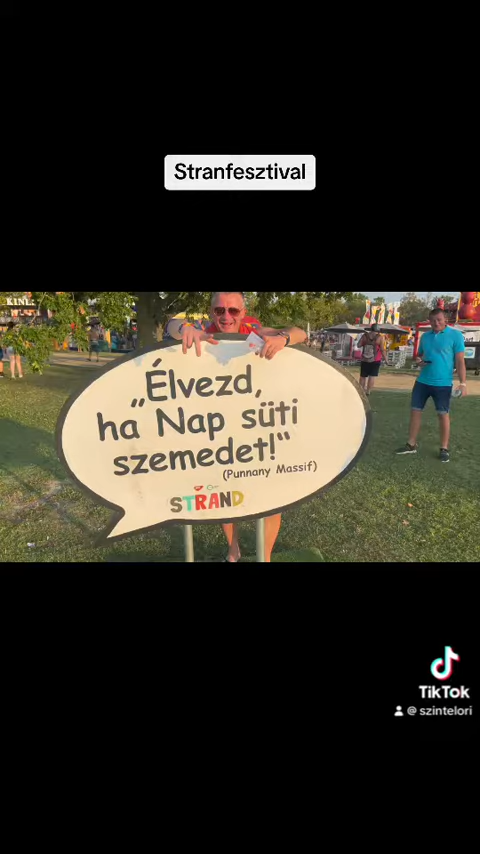 Stranfesztival
„Élvezd,
ha Nap süti
szemedet!“
(Punnany Massif)
STRAND
TikTok
@ szintelori